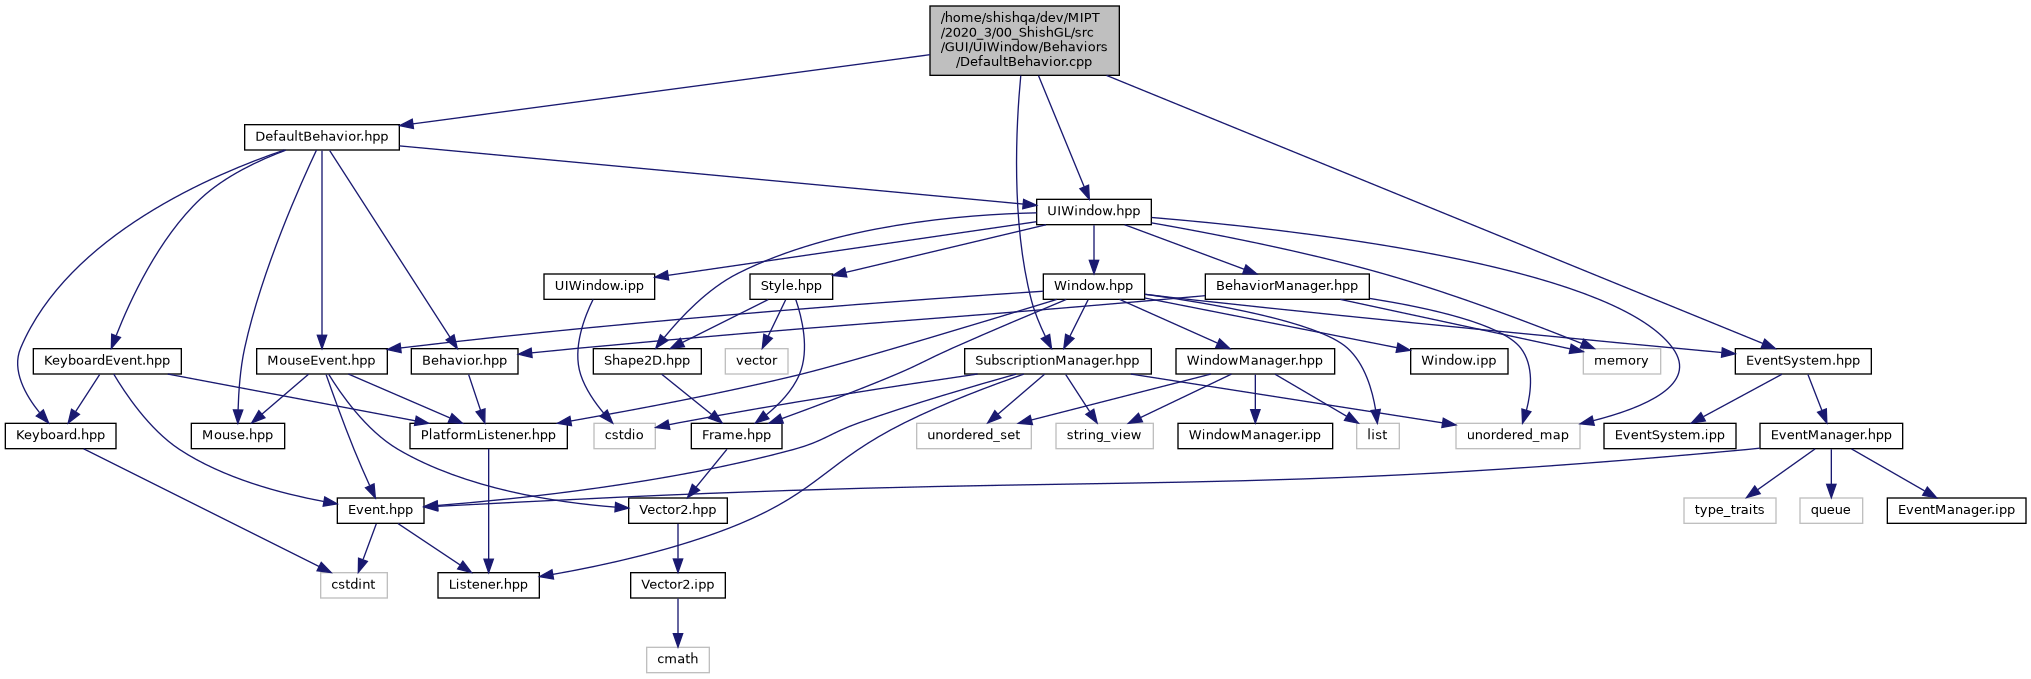 /home/shishqa/dev/MIPT
/2020_3/00_ShishGL/src
/GUI/UIWindow/Behaviors
/DefaultBehavior.cpp
DefaultBehavior.hpp
UIWindow.hpp
UIWindow.ipp
Style.hpp
Window.hpp
BehaviorManager.hpp
KeyboardEvent.hpp
MouseEvent.hpp
Behavior.hpp
Shape2D.hpp
vector
SubscriptionManager.hpp
WindowManager.hpp
Window.ipp
memory
EventSystem.hpp
Keyboard.hpp
Mouse.hpp
PlatformListener.hpp
cstdio
Frame.hpp
unordered_set
string_view
WindowManager.ipp
list
unordered_map
EventSystem.ipp
EventManager.hpp
Event.hpp
Vector2.hpp
type_traits
queue
EventManager.ipp
cstdint
Listener.hpp
Vector2.ipp
cmath